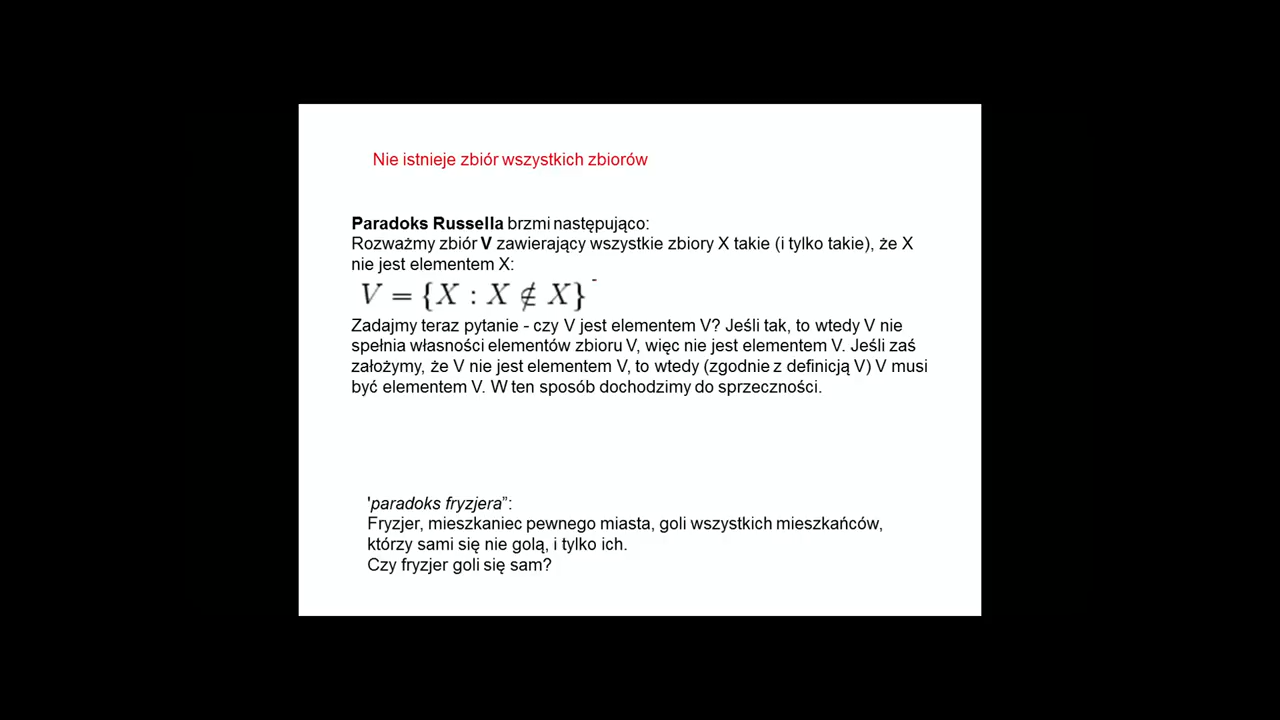 Nie istnieje zbiór wszystkich zbiorów
Paradoks Russella brzmi następująco:
Rozważmy zbiór V zawierający wszystkie zbiory X takie (i tylko takie), że X
nie jest elementem X:
V = {X : X ∉ X}
Zadajmy teraz pytanie - czy V jest elementem V? Jeśli tak, to wtedy V nie
spełnia własności elementów zbioru V, więc nie jest elementem V. Jeśli zaś
założymy, że V nie jest elementem V, to wtedy (zgodnie z definicją V) V musi
być elementem V. W ten sposób dochodzimy do sprzeczności.
'paradoks fryzjera”:
Fryzjer, mieszkaniec pewnego miasta, goli wszystkich mieszkańców,
którzy sami się nie golą, i tylko ich.
Czy fryzjer goli się sam?